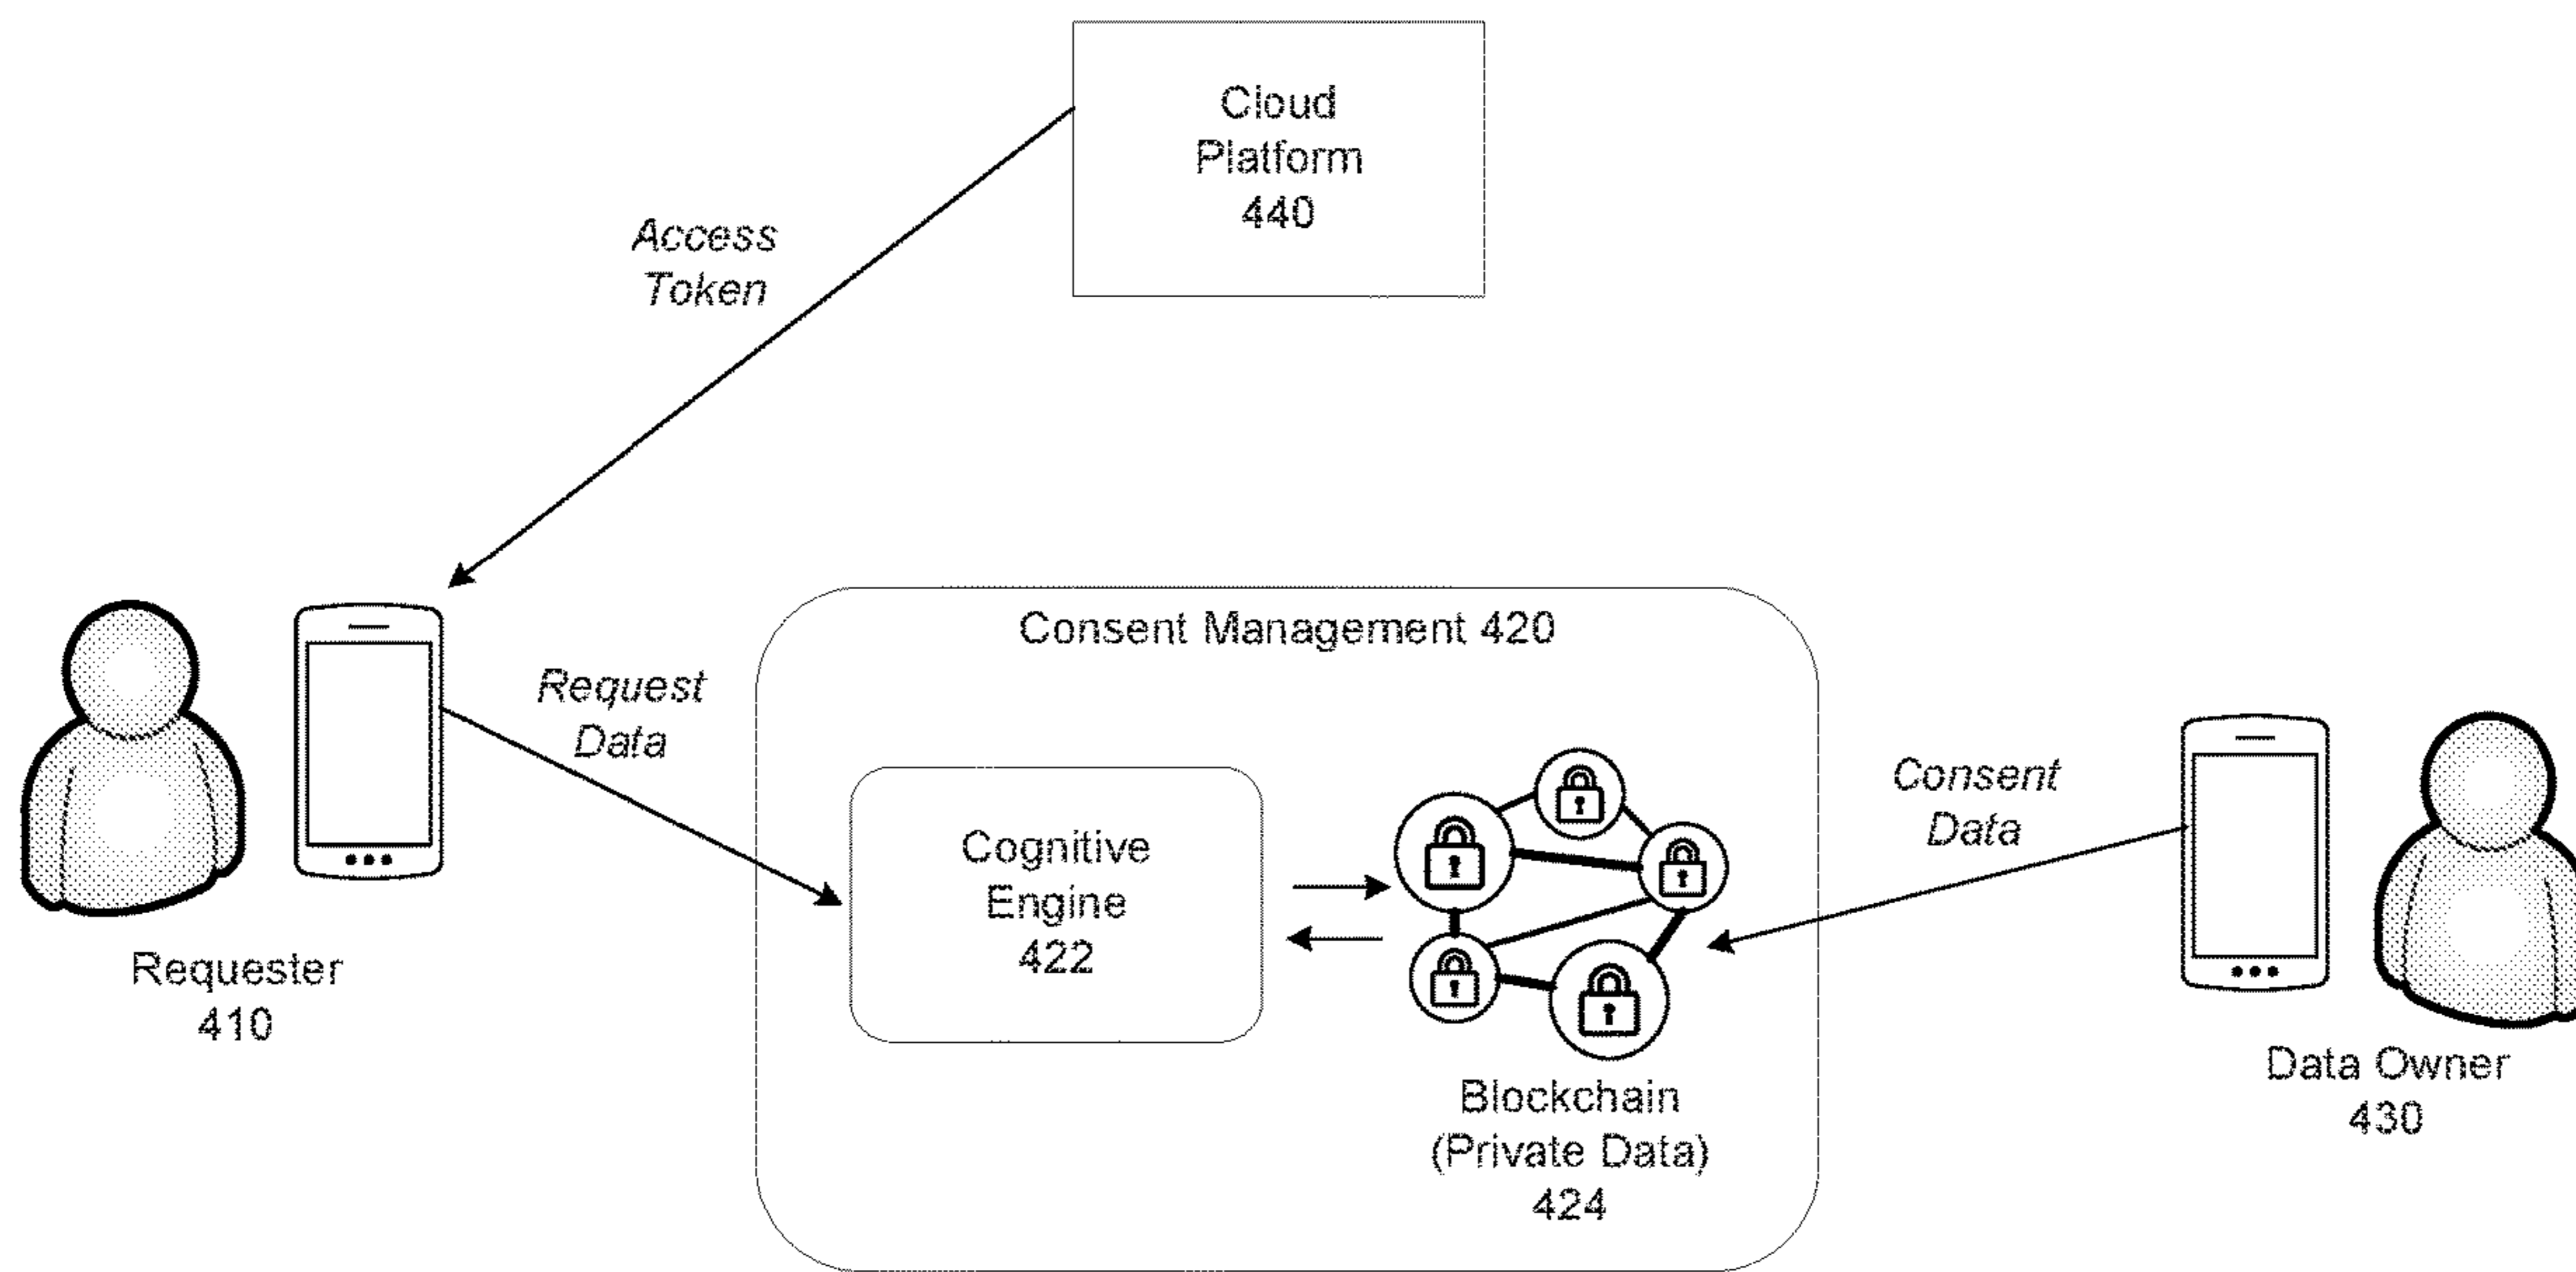 Cloud
Platform
440
Access
Token
Consent Management 420
Request
Data
Cognitive
Engine
422
Consent
Data
Requester
410
Blockchain
(Private Data)
424
Data Owner
430